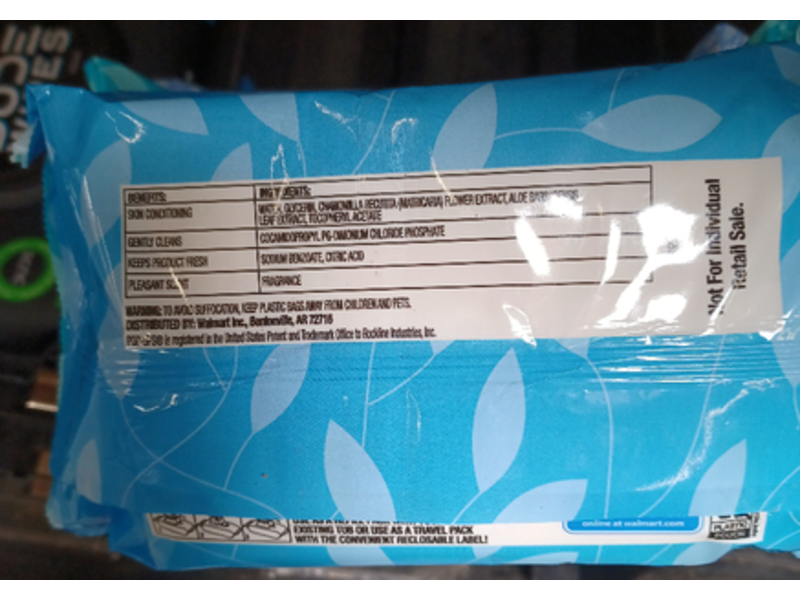 BENEFITS:
SKIN CONDITIONING
GLYCERIN, CHAMOMILLA RECUTITA (MATRICARIA) FLOWER EXTRACT, ALOE
LEAF EXTRACT, TOCOPHERYL ACETATE
GENTLY CLEANS
COCAMIDOPROPYL PG-DIMONIUM CHLORIDE PHOSPHATE
KEEPS PRODUCT FRESH
SODIUM BENZOATE, CITRIC ACID
PLEASANT
FRAGRANCE
WARNING: TO AVOID SUFFOCATION, KEEP PLASTIC BAGS AWAY FROM CHILDREN AND PETS.
DISTRIBUTED BY: Walmart Inc., Bentonville, AR 72716
is registered in the United States Patent and Trademark Office to Rockline Industries, Inc.
Not For Individual
Retail Sale.
EXISTING TUB OR USE AS A TRAVEL PACK
WITH THE CONVENIENT RECLOSABLE LABEL!
online at walmart.com
PLASTIC
POUCH